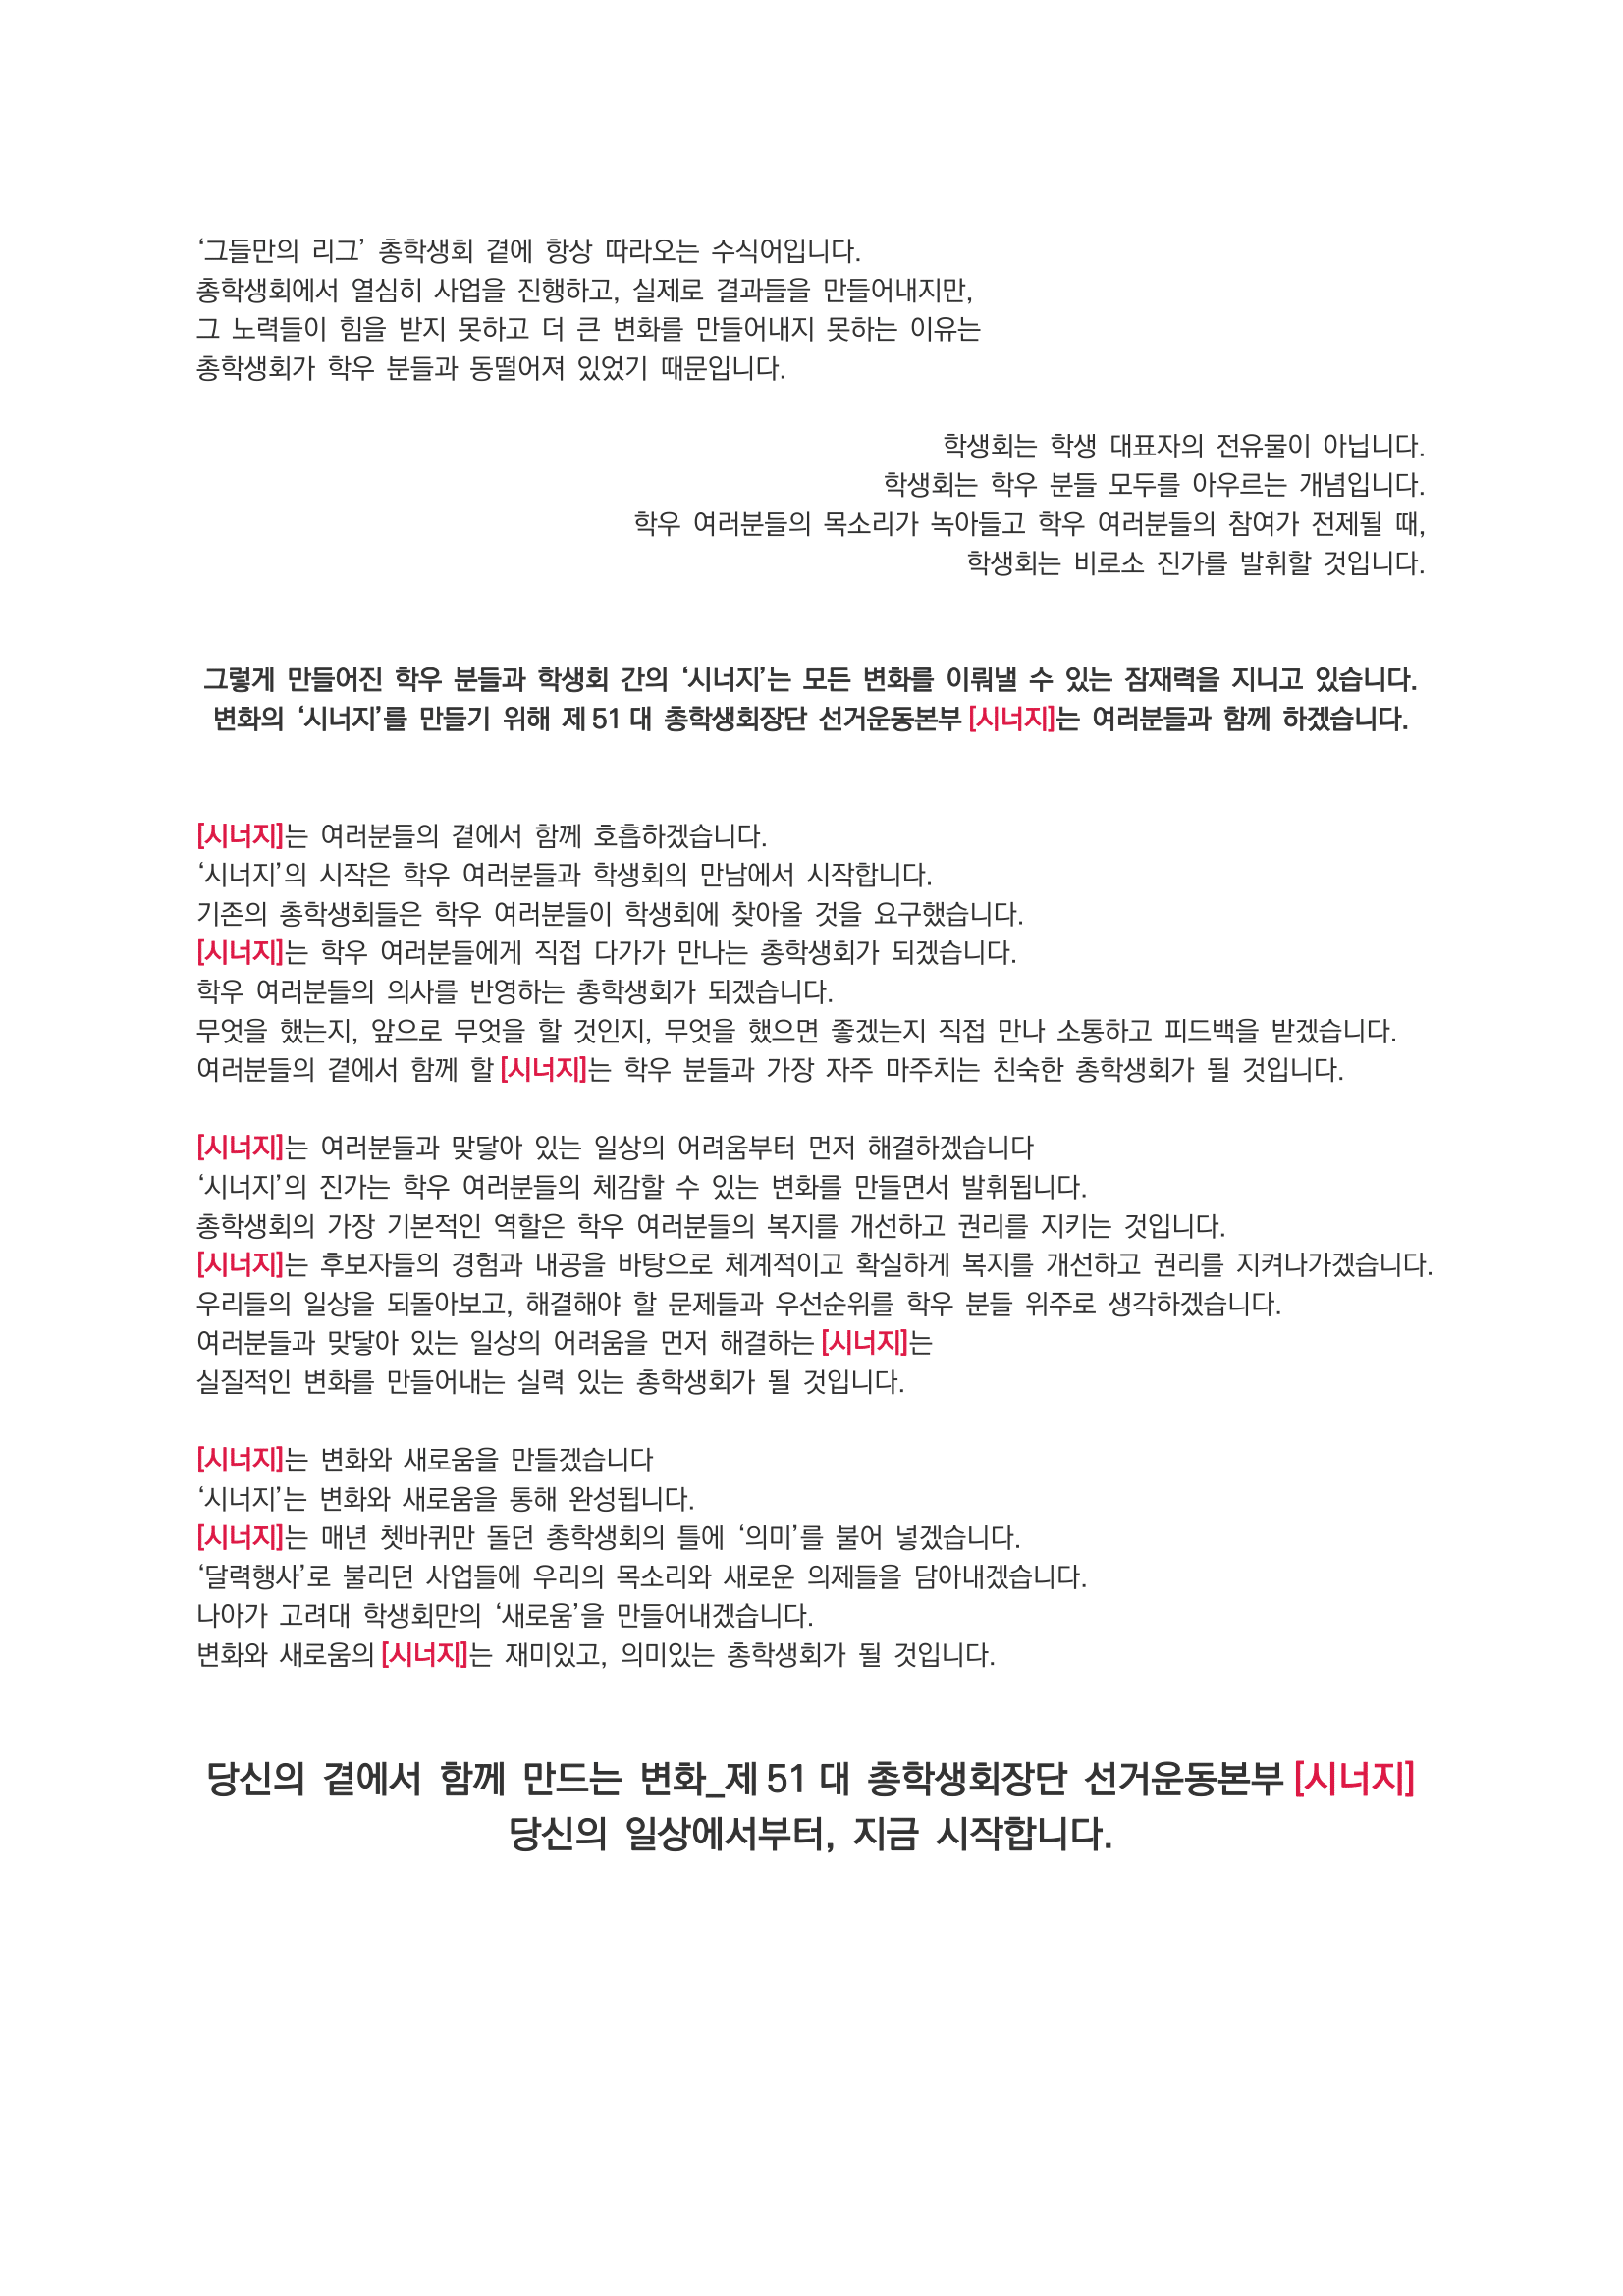 ‘그들만의 리그’ 총학생회 곁에 항상 따라오는 수식어입니다.
총학생회에서 열심히 사업을 진행하고, 실제로 결과들을 만들어내지만,
그 노력들이 힘을 받지 못하고 더 큰 변화를 만들어내지 못하는 이유는
총학생회가 학우 분들과 동떨어져 있었기 때문입니다.
학생회는 학생 대표자의 전유물이 아닙니다.
학생회는 학우 분들 모두를 아우르는 개념입니다.
학우 여러분들의 목소리가 녹아들고 학우 여러분들의 참여가 전제될 때,
학생회는 비로소 진가를 발휘할 것입니다.
그렇게 만들어진 학우 분들과 학생회 간의 ‘시너지’는 모든 변화를 이뤄낼 수 있는 잠재력을 지니고 있습니다.
변화의 ‘시너지’를 만들기 위해 제 51 대 총학생회장단 선거운동본부 [시너지]는 여러분들과 함께 하겠습니다.
[시너지]는 여러분들의 곁에서 함께 호흡하겠습니다.
‘시너지’의 시작은 학우 여러분들과 학생회의 만남에서 시작합니다.
기존의 총학생회들은 학우 여러분들이 학생회에 찾아올 것을 요구했습니다.
[시너지]는 학우 여러분들에게 직접 다가가 만나는 총학생회가 되겠습니다.
학우 여러분들의 의사를 반영하는 총학생회가 되겠습니다.
무엇을 했는지, 앞으로 무엇을 할 것인지, 무엇을 했으면 좋겠는지 직접 만나 소통하고 피드백을 받겠습니다.
여러분들의 곁에서 함께 할 [시너지]는 학우 분들과 가장 자주 마주치는 친숙한 총학생회가 될 것입니다.
[시너지]는 여러분들과 맞닿아 있는 일상의 어려움부터 먼저 해결하겠습니다
‘시너지’의 진가는 학우 여러분들의 체감할 수 있는 변화를 만들면서 발휘됩니다.
총학생회의 가장 기본적인 역할은 학우 여러분들의 복지를 개선하고 권리를 지키는 것입니다.
[시너지]는 후보자들의 경험과 내공을 바탕으로 체계적이고 확실하게 복지를 개선하고 권리를 지켜나가겠습니다.
우리들의 일상을 되돌아보고, 해결해야 할 문제들과 우선순위를 학우 분들 위주로 생각하겠습니다.
여러분들과 맞닿아 있는 일상의 어려움을 먼저 해결하는 [시너지]는
실질적인 변화를 만들어내는 실력 있는 총학생회가 될 것입니다.
[시너지]는 변화와 새로움을 만들겠습니다
‘시너지’는 변화와 새로움을 통해 완성됩니다.
[시너지]는 매년 쳇바퀴만 돌던 총학생회의 틀에 ‘의미’를 불어 넣겠습니다.
‘달력행사’로 불리던 사업들에 우리의 목소리와 새로운 의제들을 담아내겠습니다.
나아가 고려대 학생회만의 ‘새로움’을 만들어내겠습니다.
변화와 새로움의 [시너지]는 재미있고, 의미있는 총학생회가 될 것입니다.
당신의 곁에서 함께 만드는 변화_제 51 대 총학생회장단 선거운동본부 [시너지]
당신의 일상에서부터, 지금 시작합니다.